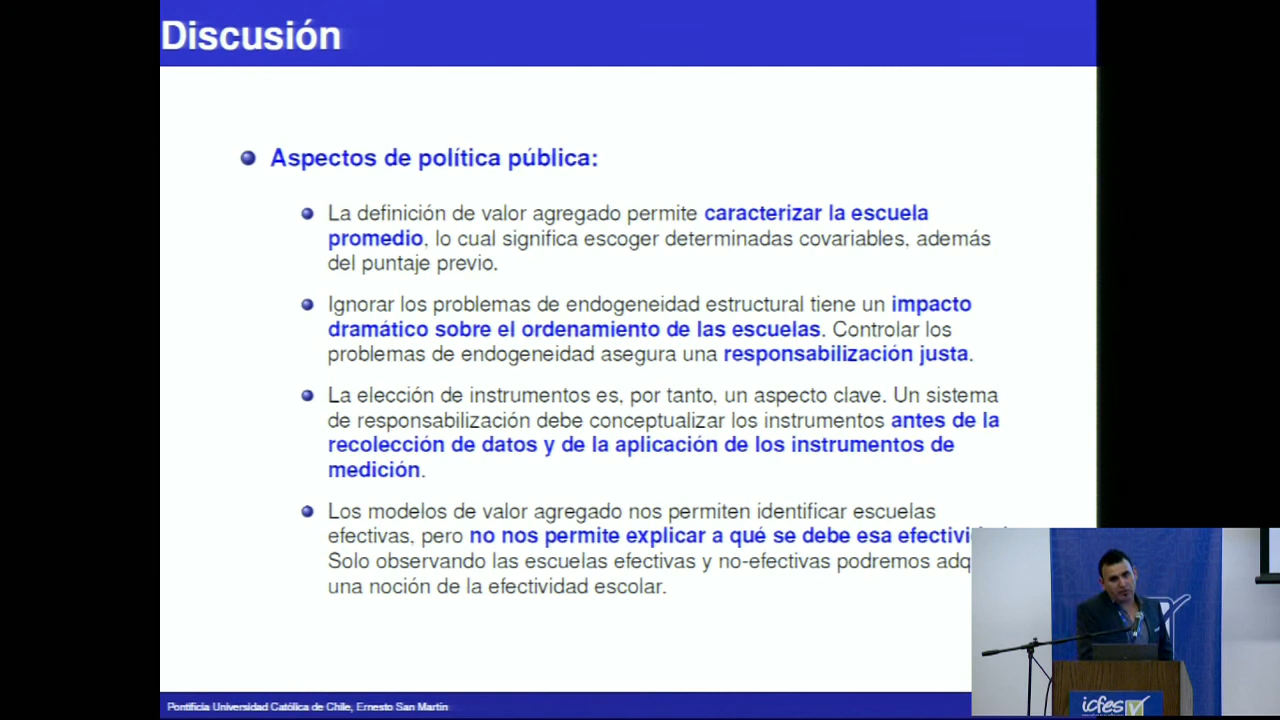 Discusión
Aspectos de política pública:
La definición de valor agregado permite caracterizar la escuela
promedio, lo cual significa escoger determinadas covariables, además
del puntaje previo.
Ignorar los problemas de endogeneidad estructural tiene un impacto
dramático sobre el ordenamiento de las escuelas. Controlar los
problemas de endogeneidad asegura una responsabilización justa.
La elección de instrumentos es, por tanto, un aspecto clave. Un sistema
de responsabilización debe conceptualizar los instrumentos antes de la
recolección de datos y de la aplicación de los instrumentos de
medición.
Los modelos de valor agregado nos permiten identificar escuelas
efectivas, pero no nos permite explicar a qué se debe esa
Solo observando las escuelas efectivas y no-efectivas podremos
una noción de la efectividad escolar.
Pontificia Universidad Católica de Chile, Ernesto San Martín
icfes